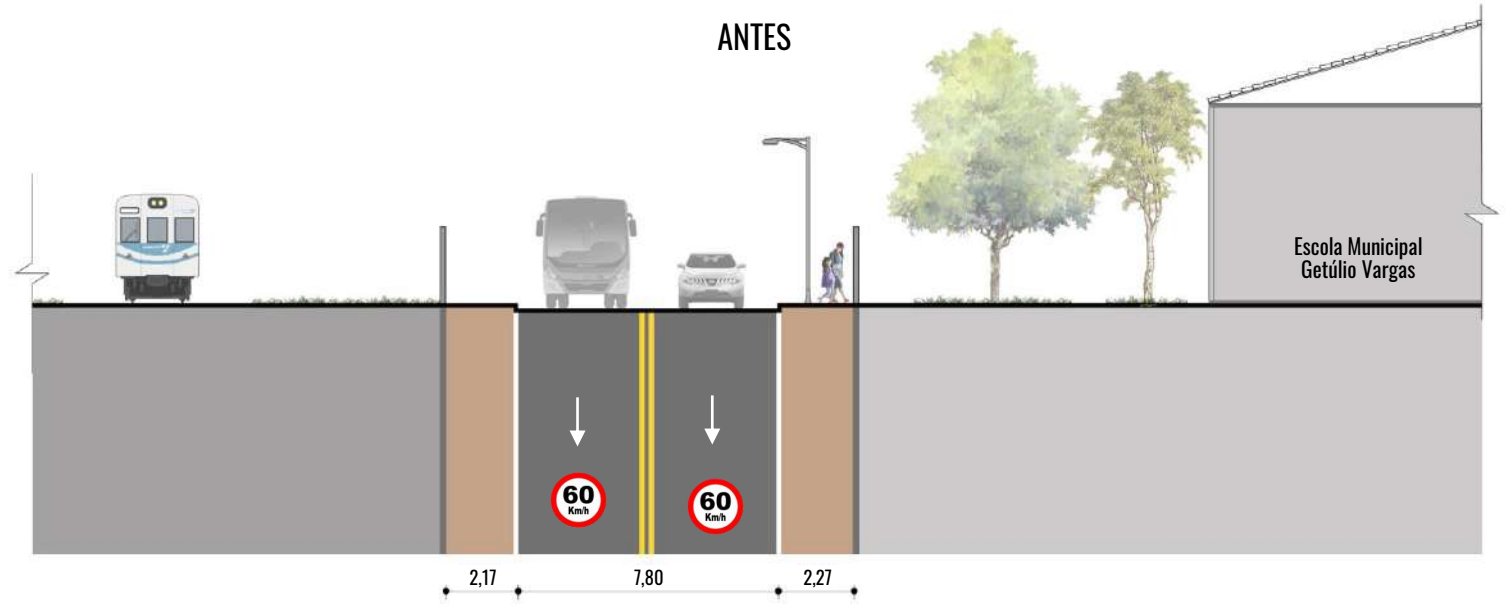 ANTES
Escola Municipal
Getúlio Vargas
60
Km/h
60
Km/h
2,17
7,80
2,27